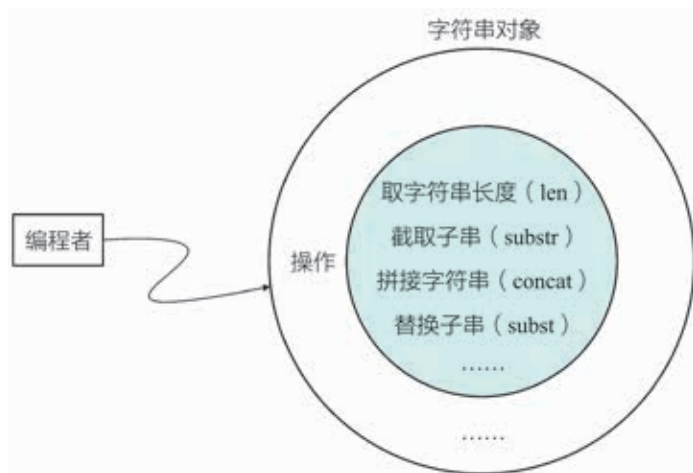 字符串对象
取字符串长度（len）
截取子串（substr）
编程者
操作
拼接字符串（concat）
替换子串（subst）
……
……